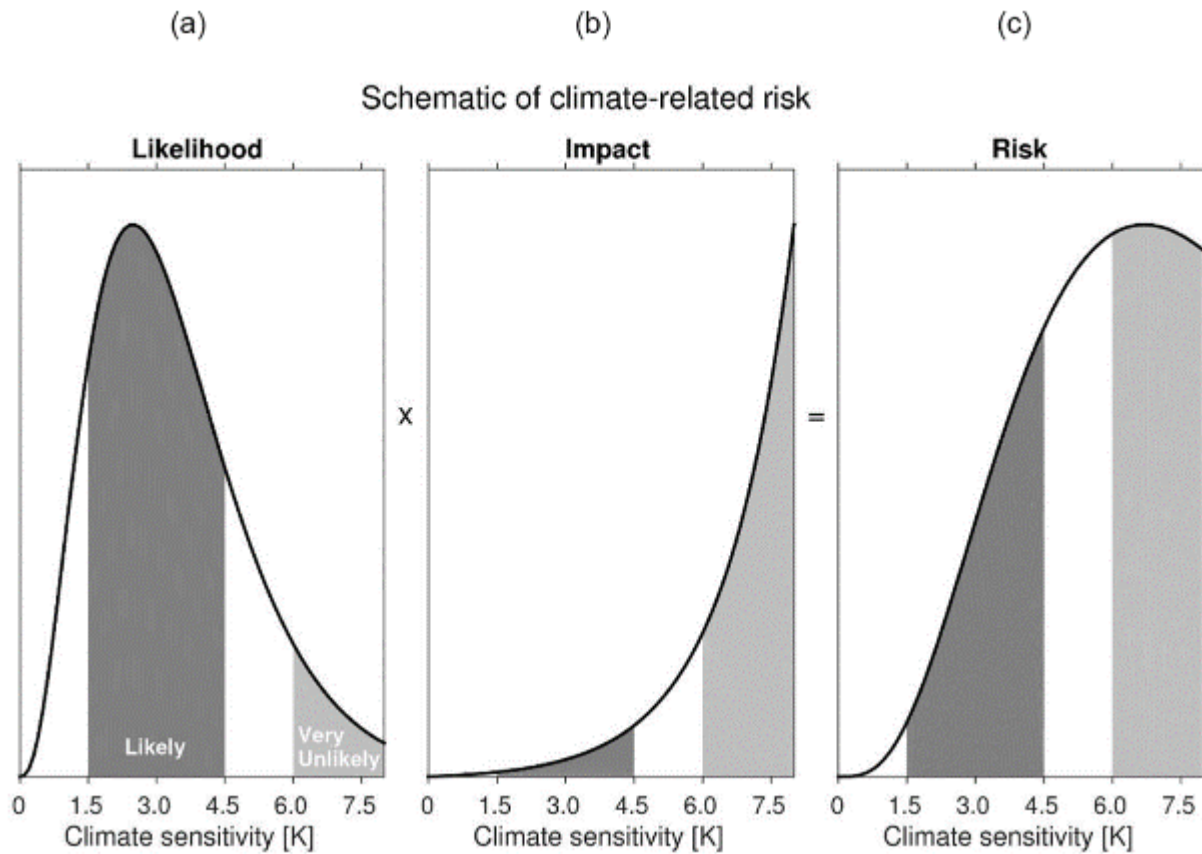 (a) (b) (c)
Schematic of climate-related risk
Likelihood Impact Risk
x =
Likely
Very
Unlikely
0 1.5 3.0 4.5 6.0 7.5 0 1.5 3.0 4.5 6.0 7.5 0 1.5 3.0 4.5 6.0 7.5
Climate sensitivity [K] Climate sensitivity [K] Climate sensitivity [K]